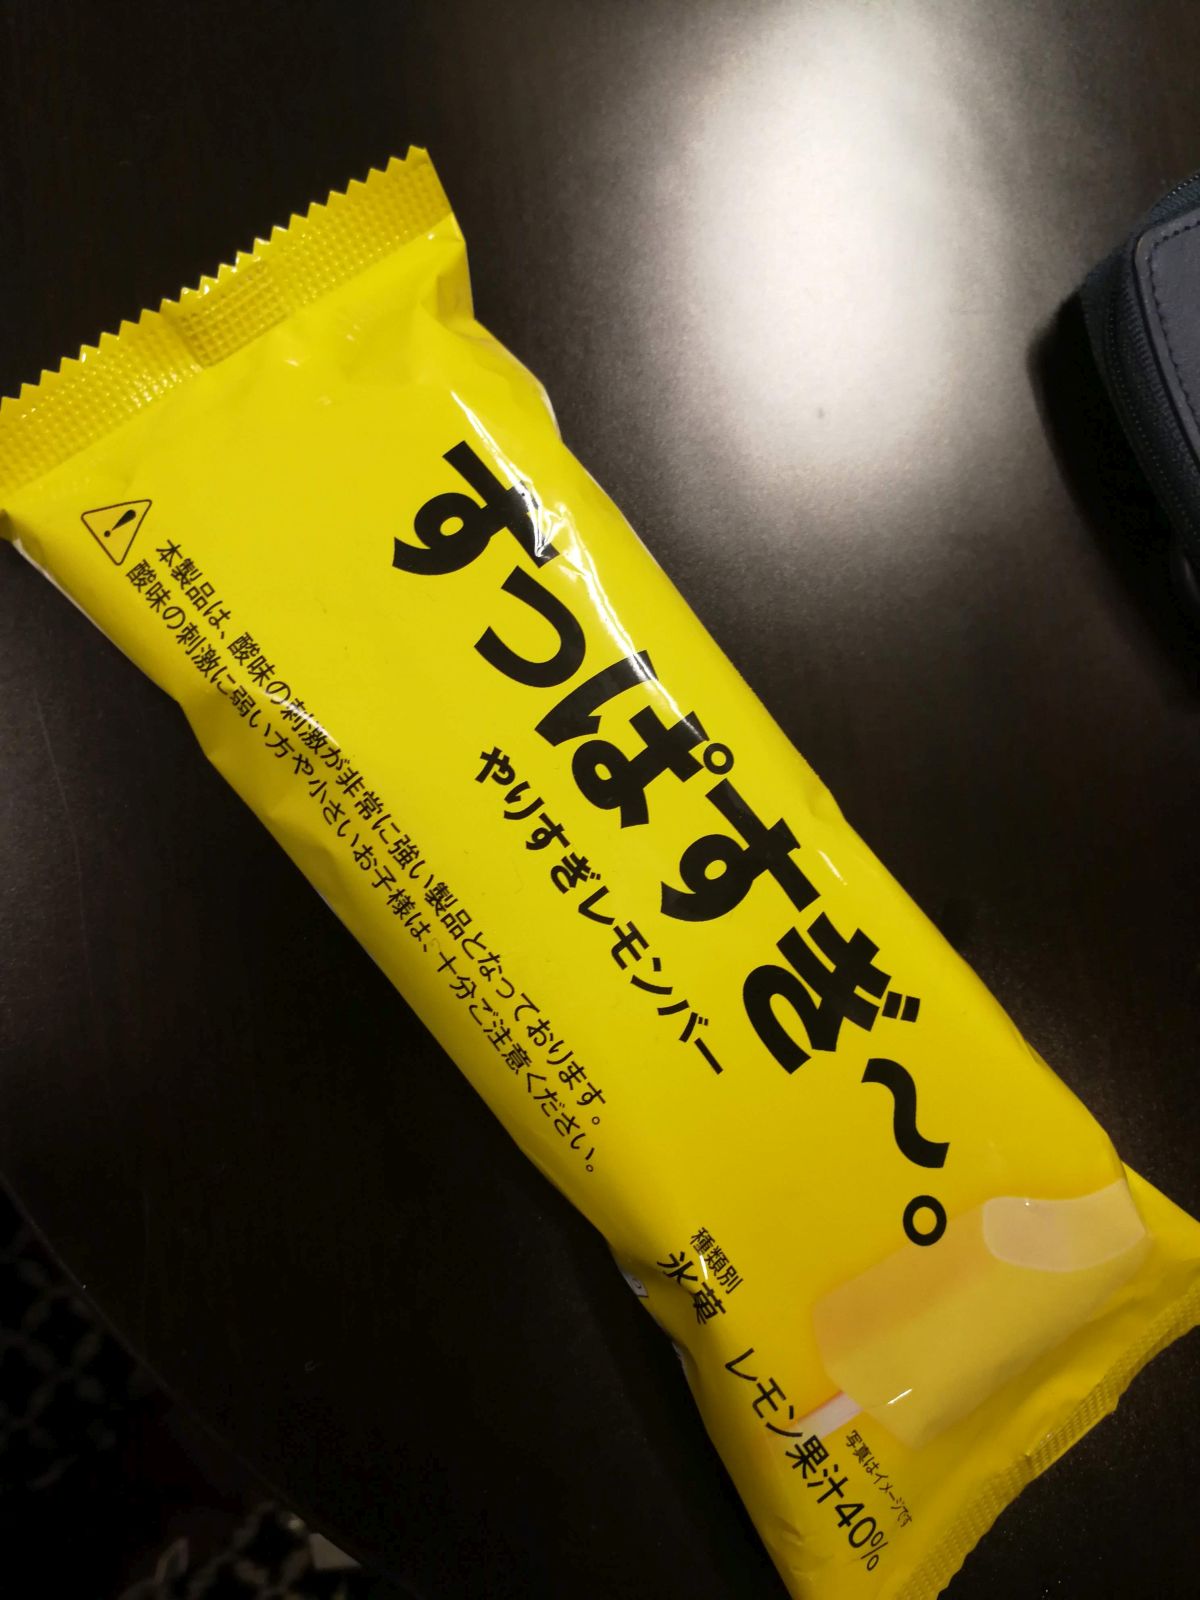 すっぱすぎ～。
やりすぎレモンバー
本製品は、酸味の刺激が非常に強い製品となっております。
酸味の刺激に弱い方や小さいお子様は、十分ご注意ください。
種類別
氷菓
レモン果汁40%
写真はイメージです